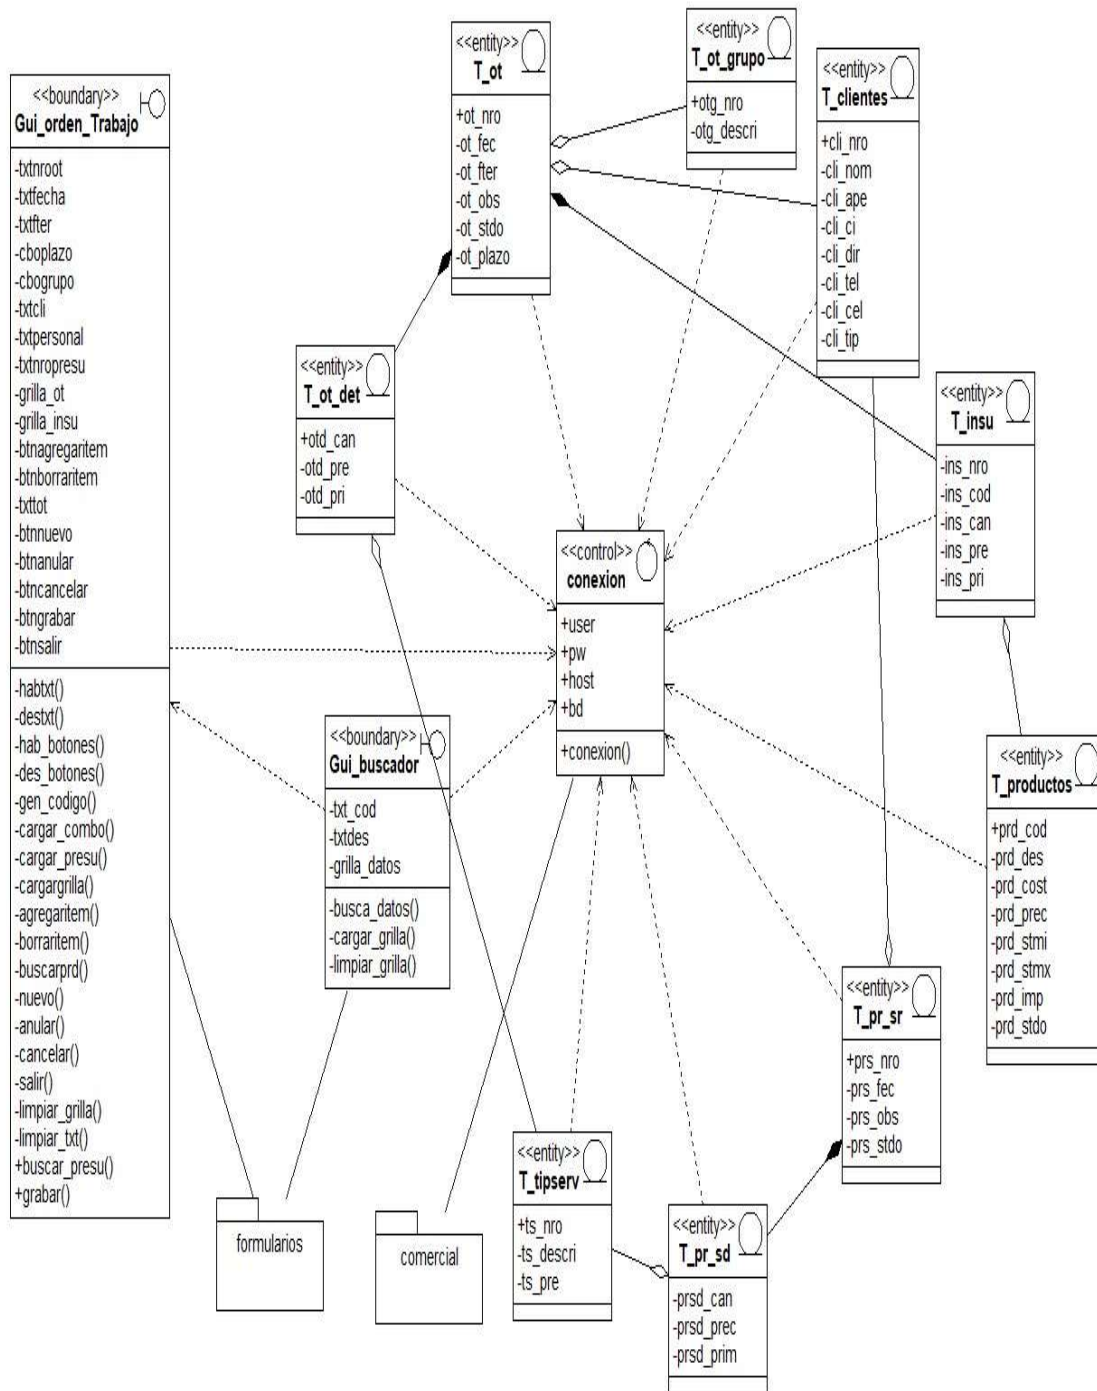 <<boundary>>
Gui_orden_Trabajo
-txtnroot
-txtfecha
-txtfter
-cboplazo
-cbogrupo
-txtcli
-txtpersonal
-txtnropresu
-grilla_ot
-grilla_insu
-btnagregaritem
-btnborraritem
-txttot
-btnnuevo
-btnanular
-btncancelar
-btngrabar
-btnsalir
-habtxt()
-destxt()
-hab_botones()
-des_botones()
-gen_codigo()
-cargar_combo()
-cargar_presu()
-cargargrilla()
-agregaritem()
-borraritem()
-buscarprd()
-nuevo()
-anular()
-cancelar()
-salir()
-limpiar_grilla()
-limpiar_txt()
+buscar_presu()
+grabar()
<<entity>>
T_ot
+ot_nro
-ot_fec
-ot_fter
-ot_obs
-ot_stdo
-ot_plazo
<<entity>>
T_ot_grupo
+otg_nro
-otg_descri
<<entity>>
T_clientes
+cli_nro
-cli_nom
-cli_ape
-cli_ci
-cli_dir
-cli_tel
-cli_cel
-cli_tip
<<entity>>
T_ot_det
+otd_can
-otd_pre
-otd_pri
<<entity>>
T_insu
-ins_nro
-ins_cod
-ins_can
-ins_pre
-ins_pri
<<control>>
conexion
+user
+pw
+host
+bd
+conexion()
<<boundary>>
Gui_buscador
-txt_cod
-txtdes
-grilla_datos
-busca_datos()
-cargar_grilla()
-limpiar_grilla()
<<entity>>
T_productos
+prd_cod
-prd_des
-prd_cost
-prd_prec
-prd_stmi
-prd_stmx
-prd_imp
-prd_stdo
<<entity>>
T_pr_sr
+prs_nro
-prs_fec
-prs_obs
-prs_stdo
<<entity>>
T_tipserv
+ts_nro
-ts_descri
-ts_pre
<<entity>>
T_pr_sd
-prsd_can
-prsd_prec
-prsd_prim
formularios
comercial